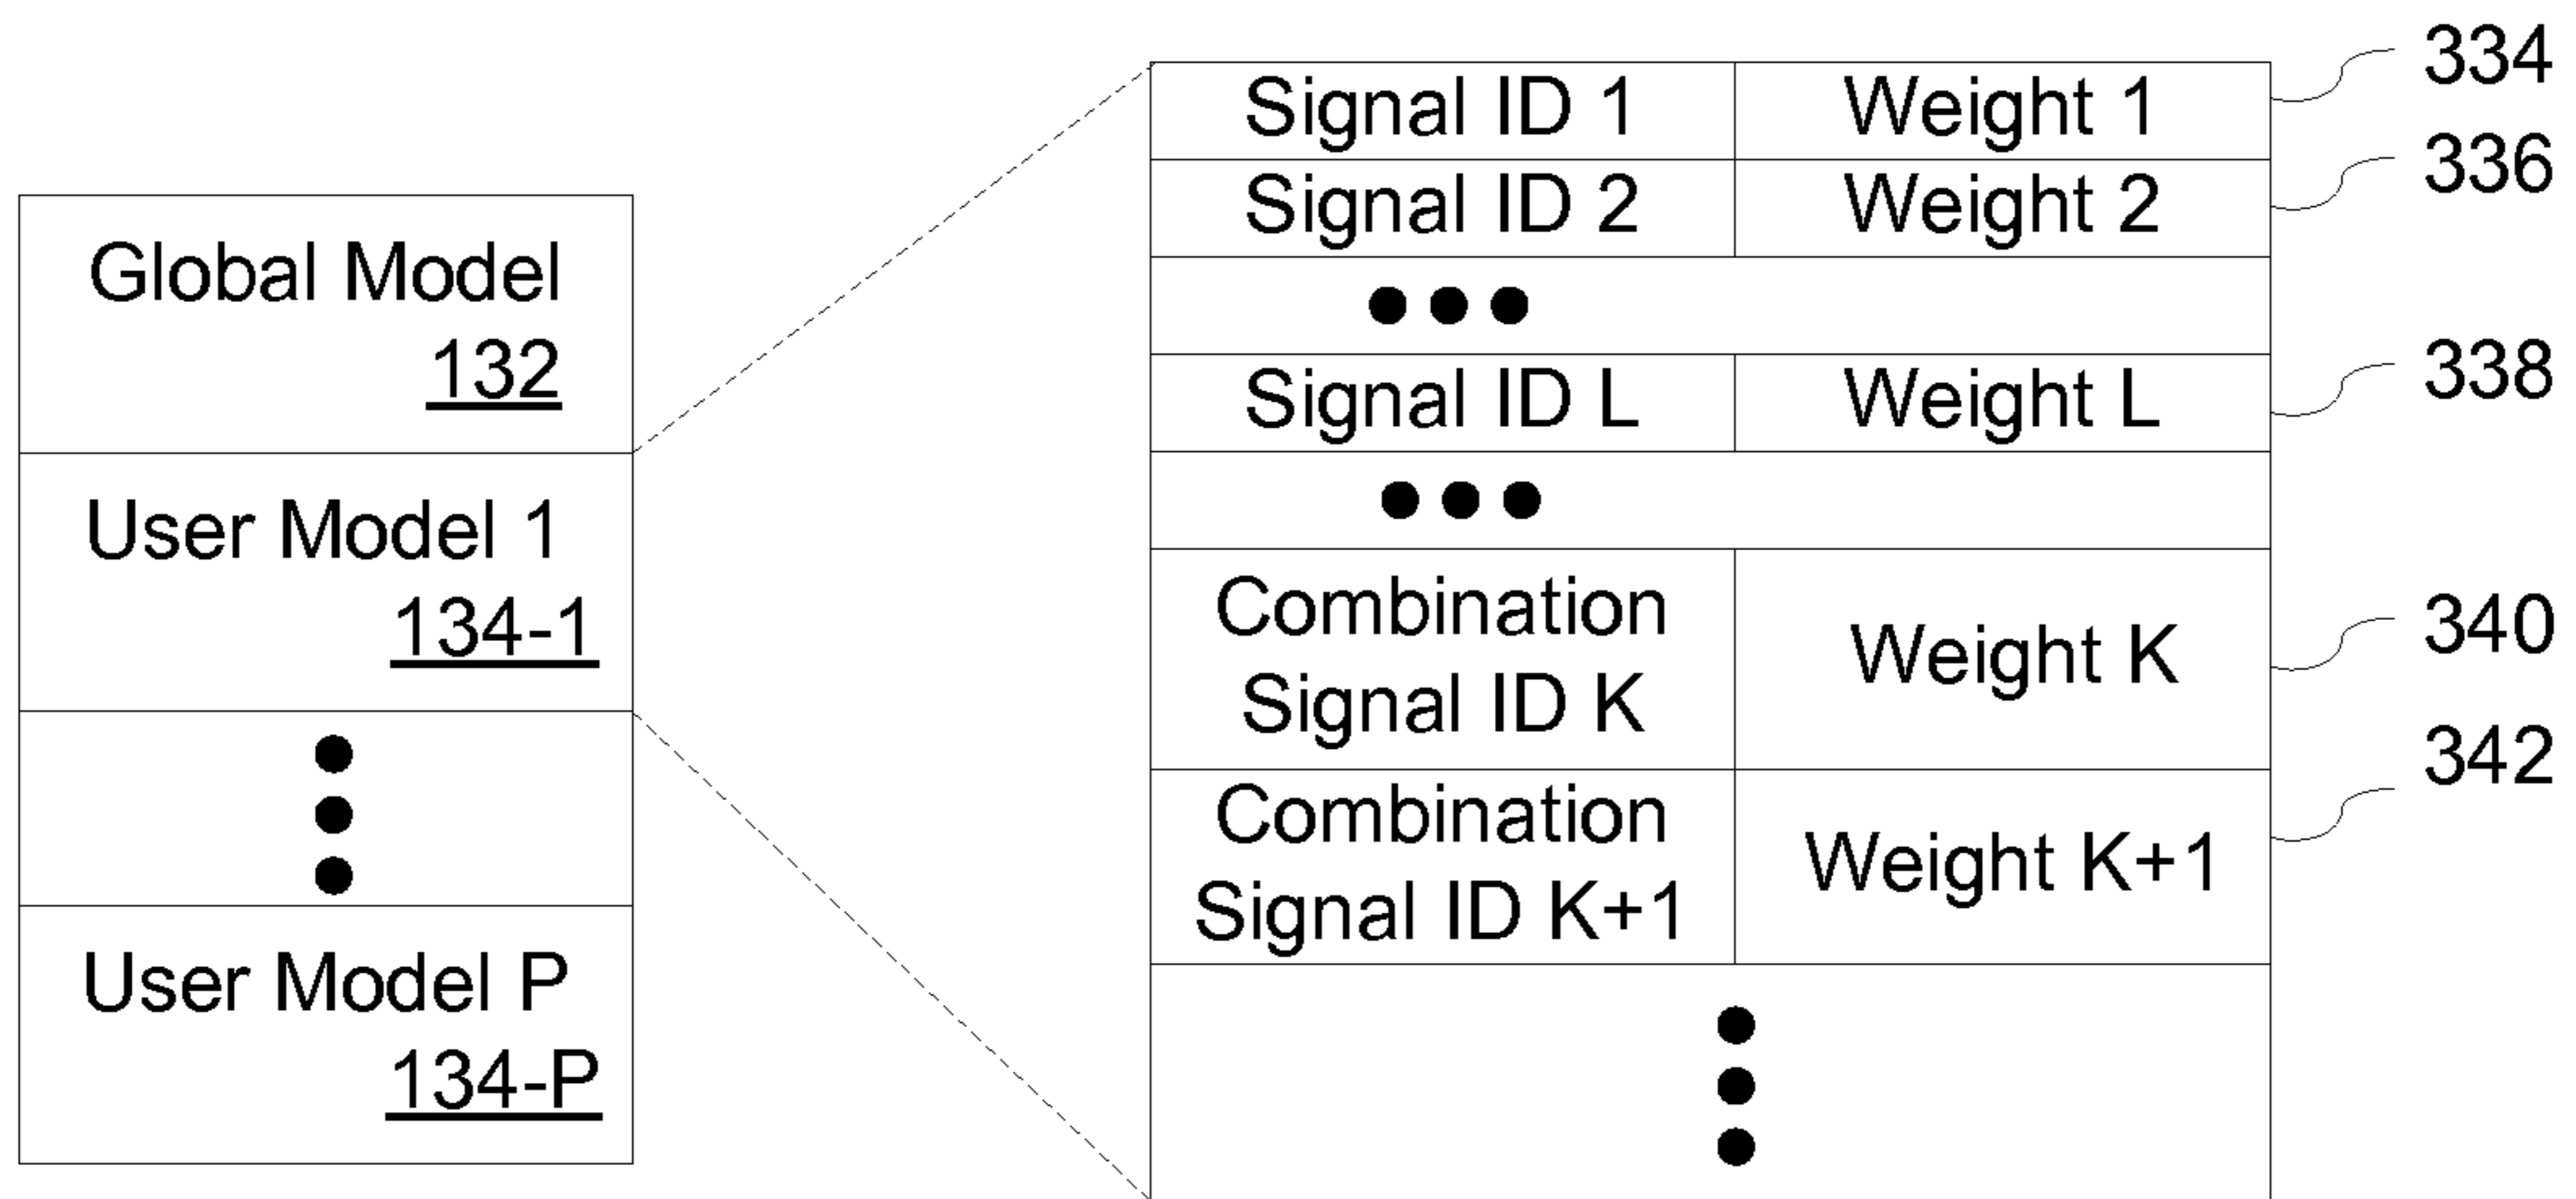 Global Model
132
User Model 1
134-1
User Model P
134-P
Signal ID 1 Weight 1 334
Signal ID 2 Weight 2 336
Signal ID L Weight L 338
Combination
Signal ID K Weight K 340
Combination
Signal ID K+1 Weight K+1 342